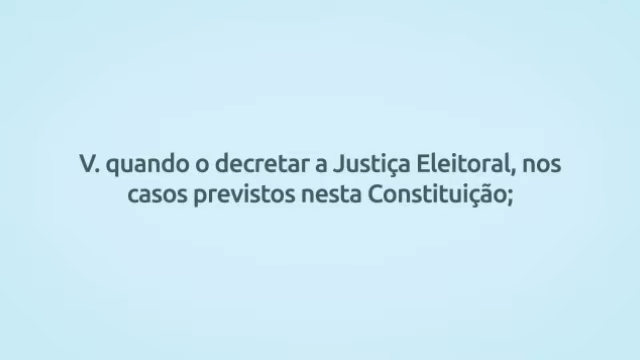 V. quando o decretar a Justiça Eleitoral, nos
casos previstos nesta Constituição;